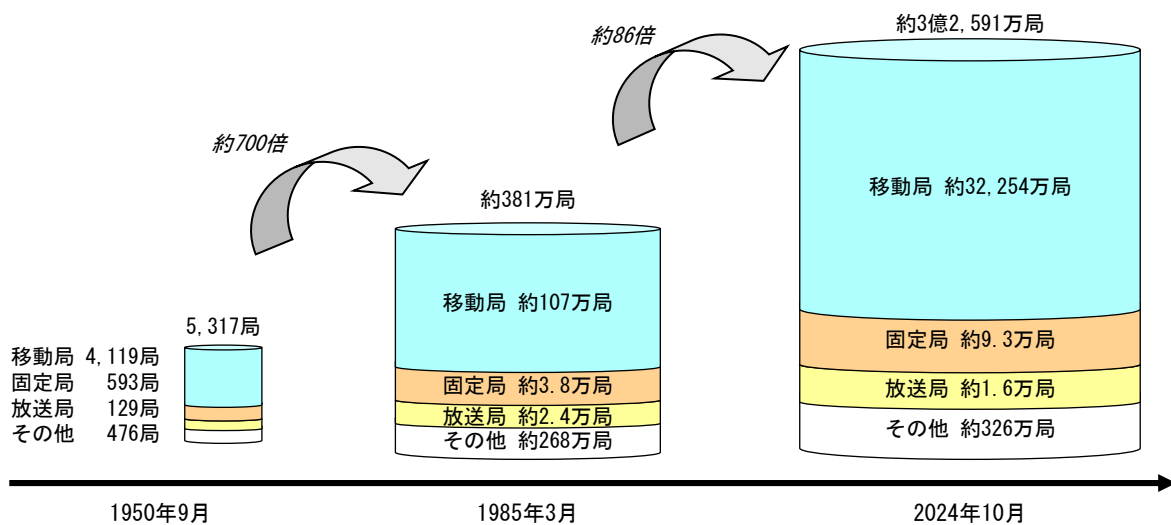 約3億2,591万局
約86倍
約700倍
移動局 約32,254万局
約381万局
移動局 約107万局
固定局 約9.3万局
5,317局
移動局 4,119局
固定局 593局
放送局 129局
その他 476局
固定局 約3.8万局
放送局 約2.4万局
その他 約268万局
放送局 約1.6万局
その他 約326万局
1950年9月
1985年3月
2024年10月